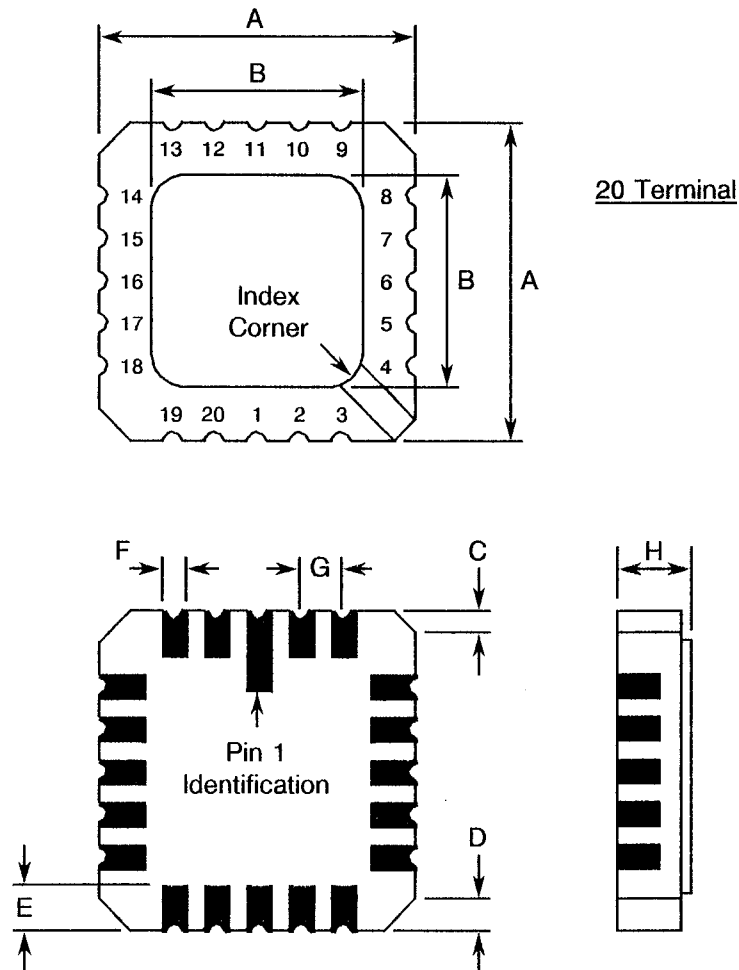 A
B
13 12 11 10 9
20 Terminal
14 8
15 7
16 6
17 5
18 4
B A
Index
Corner
19 20 1 2 3
F G C H
Pin 1
Identification
D
E